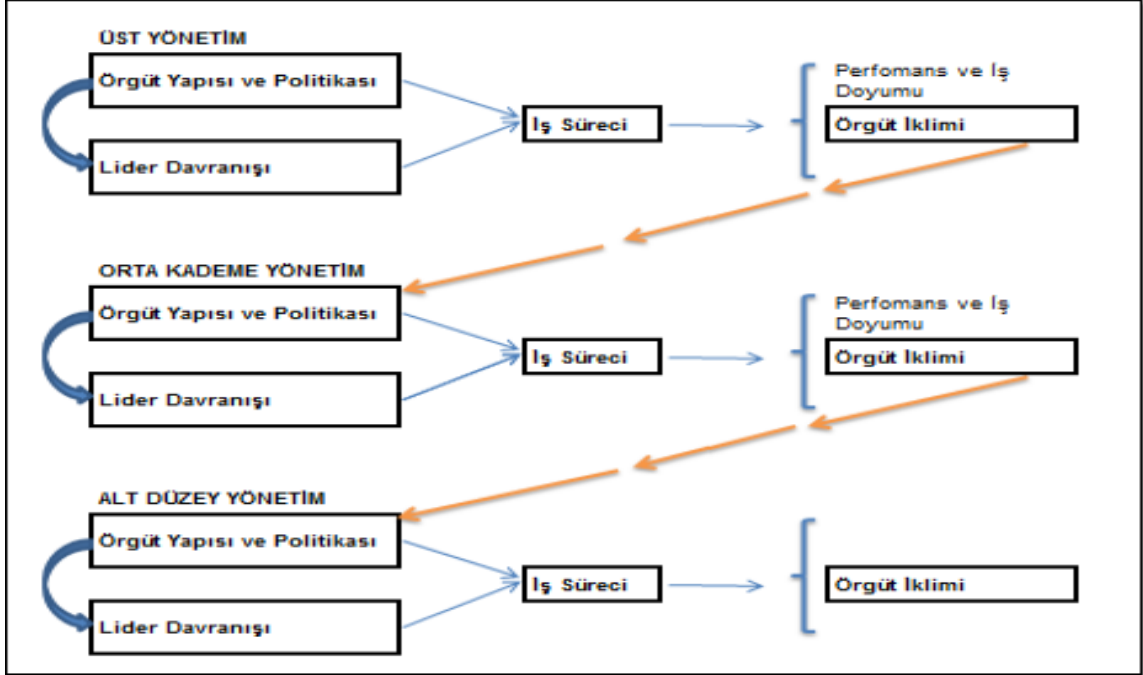 ÜST YÖNETİM
Örgüt Yapısı ve Politikası
Lider Davranışı
İş Süreci
Perfomans ve İş
Doyumu
Örgüt İklimi
ORTA KADEME YÖNETİM
Örgüt Yapısı ve Politikası
Lider Davranışı
İş Süreci
Perfomans ve İş
Doyumu
Örgüt İklimi
ALT DÜZEY YÖNETİM
Örgüt Yapısı ve Politikası
Lider Davranışı
İş Süreci
Örgüt İklimi